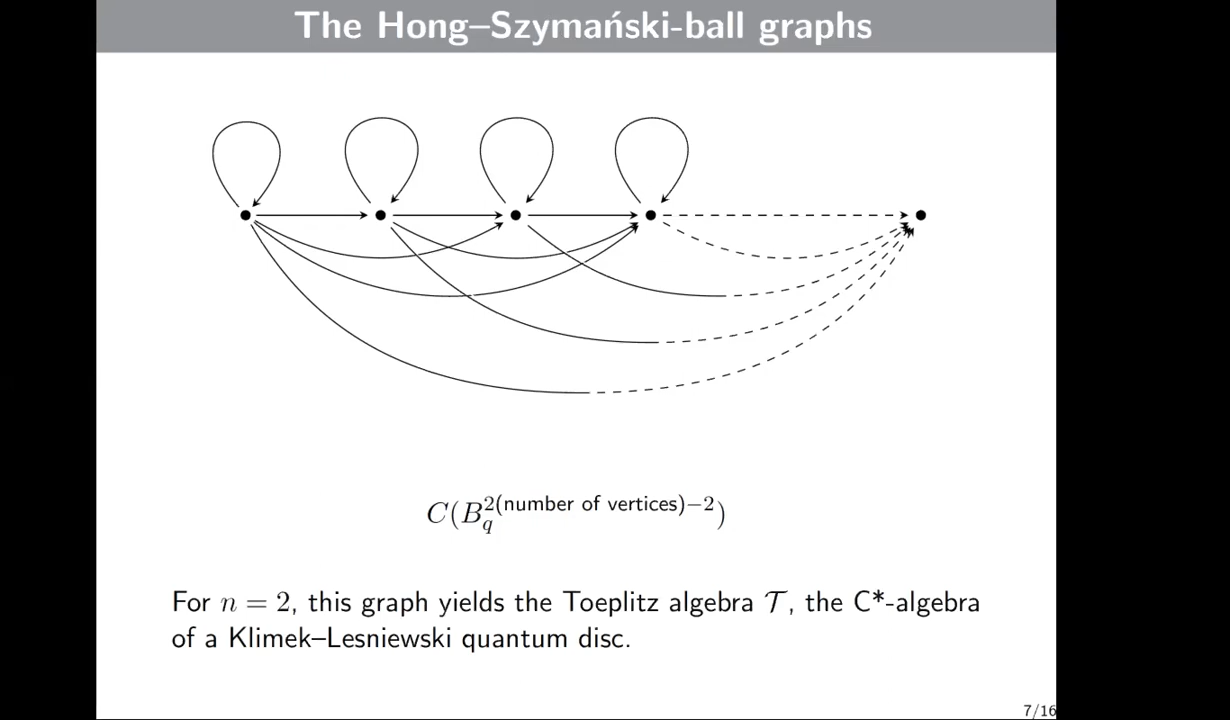 The Hong–Szymański-ball graphs
C(B_q^{2(number of vertices)−2})
For n = 2, this graph yields the Toeplitz algebra 𝒯, the C*-algebra
of a Klimek–Lesniewski quantum disc.
7/16